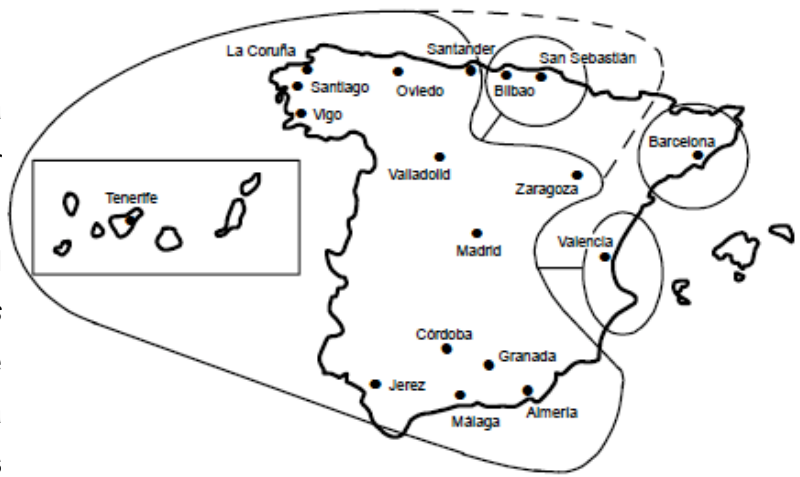 La Coruña
Santander
San Sebastián
Santiago
Oviedo
Bilbao
Vigo
Barcelona
Valladolid
Zaragoza
Tenerife
Madrid
Valencia
Córdoba
Granada
Jerez
Málaga
Almería